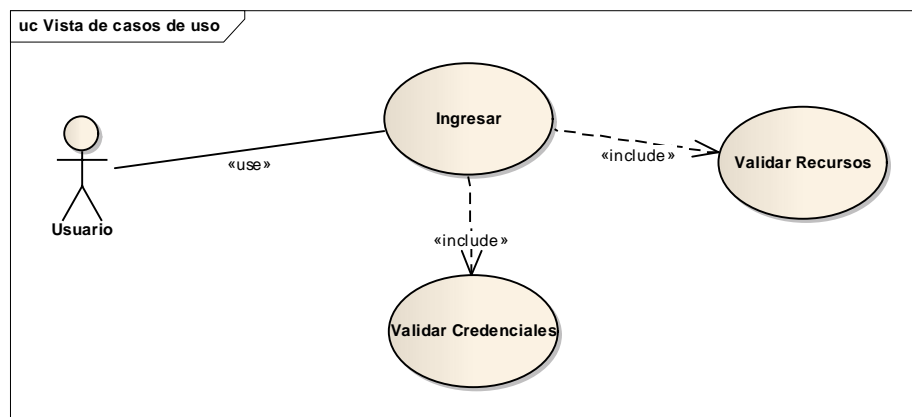 uc Vista de casos de uso
Ingresar
«include»
Validar Recursos
«use»
Usuario
«include»
Validar Credenciales